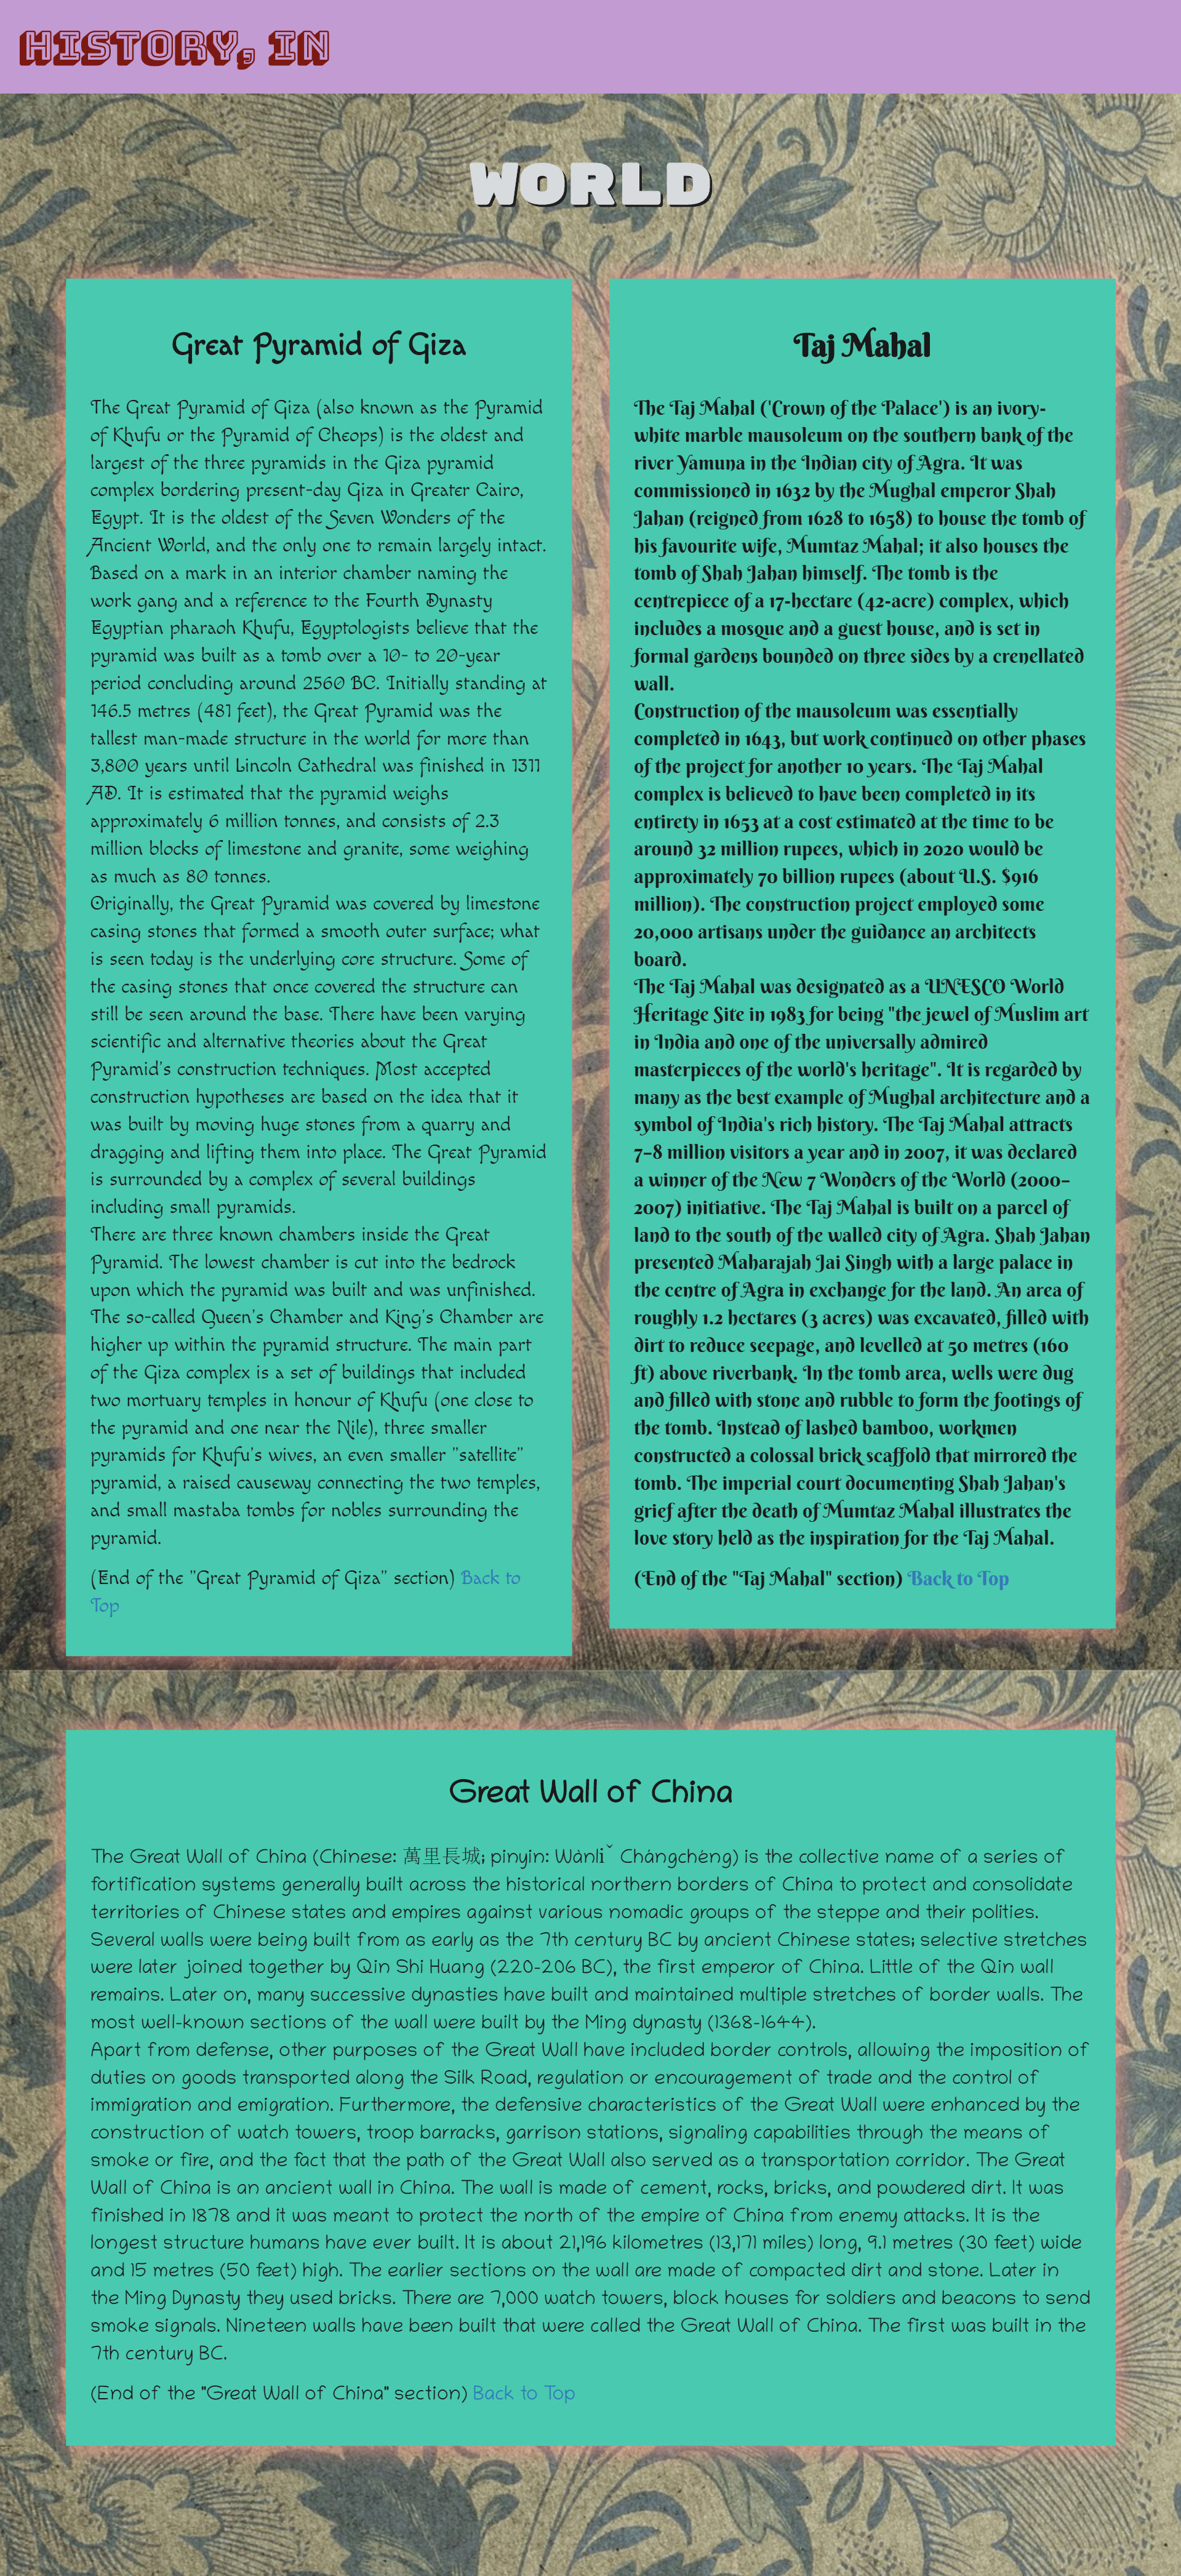 HISTORY, IN
WORLD
Great Pyramid of Giza
The Great Pyramid of Giza (also known as the Pyramid
of Khufu or the Pyramid of Cheops) is the oldest and
largest of the three pyramids in the Giza pyramid
complex bordering present-day Giza in Greater Cairo,
Egypt. It is the oldest of the Seven Wonders of the
Ancient World, and the only one to remain largely intact.
Based on a mark in an interior chamber naming the
work gang and a reference to the Fourth Dynasty
Egyptian pharaoh Khufu, Egyptologists believe that the
pyramid was built as a tomb over a 10- to 20-year
period concluding around 2560 BC. Initially standing at
146.5 metres (481 feet), the Great Pyramid was the
tallest man-made structure in the world for more than
3,800 years until Lincoln Cathedral was finished in 1311
AD. It is estimated that the pyramid weighs
approximately 6 million tonnes, and consists of 2.3
million blocks of limestone and granite, some weighing
as much as 80 tonnes.
Originally, the Great Pyramid was covered by limestone
casing stones that formed a smooth outer surface; what
is seen today is the underlying core structure. Some of
the casing stones that once covered the structure can
still be seen around the base. There have been varying
scientific and alternative theories about the Great
Pyramid's construction techniques. Most accepted
construction hypotheses are based on the idea that it
was built by moving huge stones from a quarry and
dragging and lifting them into place. The Great Pyramid
is surrounded by a complex of several buildings
including small pyramids.
There are three known chambers inside the Great
Pyramid. The lowest chamber is cut into the bedrock
upon which the pyramid was built and was unfinished.
The so-called Queen's Chamber and King's Chamber are
higher up within the pyramid structure. The main part
of the Giza complex is a set of buildings that included
two mortuary temples in honour of Khufu (one close to
the pyramid and one near the Nile), three smaller
pyramids for Khufu's wives, an even smaller "satellite"
pyramid, a raised causeway connecting the two temples,
and small mastaba tombs for nobles surrounding the
pyramid.
(End of the "Great Pyramid of Giza" section) Back to
Top
Taj Mahal
The Taj Mahal ('Crown of the Palace') is an ivory-
white marble mausoleum on the southern bank of the
river Yamuna in the Indian city of Agra. It was
commissioned in 1632 by the Mughal emperor Shah
Jahan (reigned from 1628 to 1658) to house the tomb of
his favourite wife, Mumtaz Mahal; it also houses the
tomb of Shah Jahan himself. The tomb is the
centrepiece of a 17-hectare (42-acre) complex, which
includes a mosque and a guest house, and is set in
formal gardens bounded on three sides by a crenellated
wall.
Construction of the mausoleum was essentially
completed in 1643, but work continued on other phases
of the project for another 10 years. The Taj Mahal
complex is believed to have been completed in its
entirety in 1653 at a cost estimated at the time to be
around 32 million rupees, which in 2020 would be
approximately 70 billion rupees (about U.S. $916
million). The construction project employed some
20,000 artisans under the guidance an architects
board.
The Taj Mahal was designated as a UNESCO World
Heritage Site in 1983 for being "the jewel of Muslim art
in India and one of the universally admired
masterpieces of the world's heritage". It is regarded by
many as the best example of Mughal architecture and a
symbol of India's rich history. The Taj Mahal attracts
7–8 million visitors a year and in 2007, it was declared
a winner of the New 7 Wonders of the World (2000–
2007) initiative. The Taj Mahal is built on a parcel of
land to the south of the walled city of Agra. Shah Jahan
presented Maharajah Jai Singh with a large palace in
the centre of Agra in exchange for the land. An area of
roughly 1.2 hectares (3 acres) was excavated, filled with
dirt to reduce seepage, and levelled at 50 metres (160
ft) above riverbank. In the tomb area, wells were dug
and filled with stone and rubble to form the footings of
the tomb. Instead of lashed bamboo, workmen
constructed a colossal brick scaffold that mirrored the
tomb. The imperial court documenting Shah Jahan's
grief after the death of Mumtaz Mahal illustrates the
love story held as the inspiration for the Taj Mahal.
(End of the "Taj Mahal" section) Back to Top
Great Wall of China
The Great Wall of China (Chinese: 萬里長城; pinyin: Wànlǐ Chángchéng) is the collective name of a series of
fortification systems generally built across the historical northern borders of China to protect and consolidate
territories of Chinese states and empires against various nomadic groups of the steppe and their polities.
Several walls were being built from as early as the 7th century BC by ancient Chinese states; selective stretches
were later joined together by Qin Shi Huang (220-206 BC), the first emperor of China. Little of the Qin wall
remains. Later on, many successive dynasties have built and maintained multiple stretches of border walls. The
most well-known sections of the wall were built by the Ming dynasty (1368-1644).
Apart from defense, other purposes of the Great Wall have included border controls, allowing the imposition of
duties on goods transported along the Silk Road, regulation or encouragement of trade and the control of
immigration and emigration. Furthermore, the defensive characteristics of the Great Wall were enhanced by the
construction of watch towers, troop barracks, garrison stations, signaling capabilities through the means of
smoke or fire, and the fact that the path of the Great Wall also served as a transportation corridor. The Great
Wall of China is an ancient wall in China. The wall is made of cement, rocks, bricks, and powdered dirt. It was
finished in 1878 and it was meant to protect the north of the empire of China from enemy attacks. It is the
longest structure humans have ever built. It is about 21,196 kilometres (13,171 miles) long, 9.1 metres (30 feet) wide
and 15 metres (50 feet) high. The earlier sections on the wall are made of compacted dirt and stone. Later in
the Ming Dynasty they used bricks. There are 7,000 watch towers, block houses for soldiers and beacons to send
smoke signals. Nineteen walls have been built that were called the Great Wall of China. The first was built in the
7th century BC.
(End of the "Great Wall of China" section) Back to Top